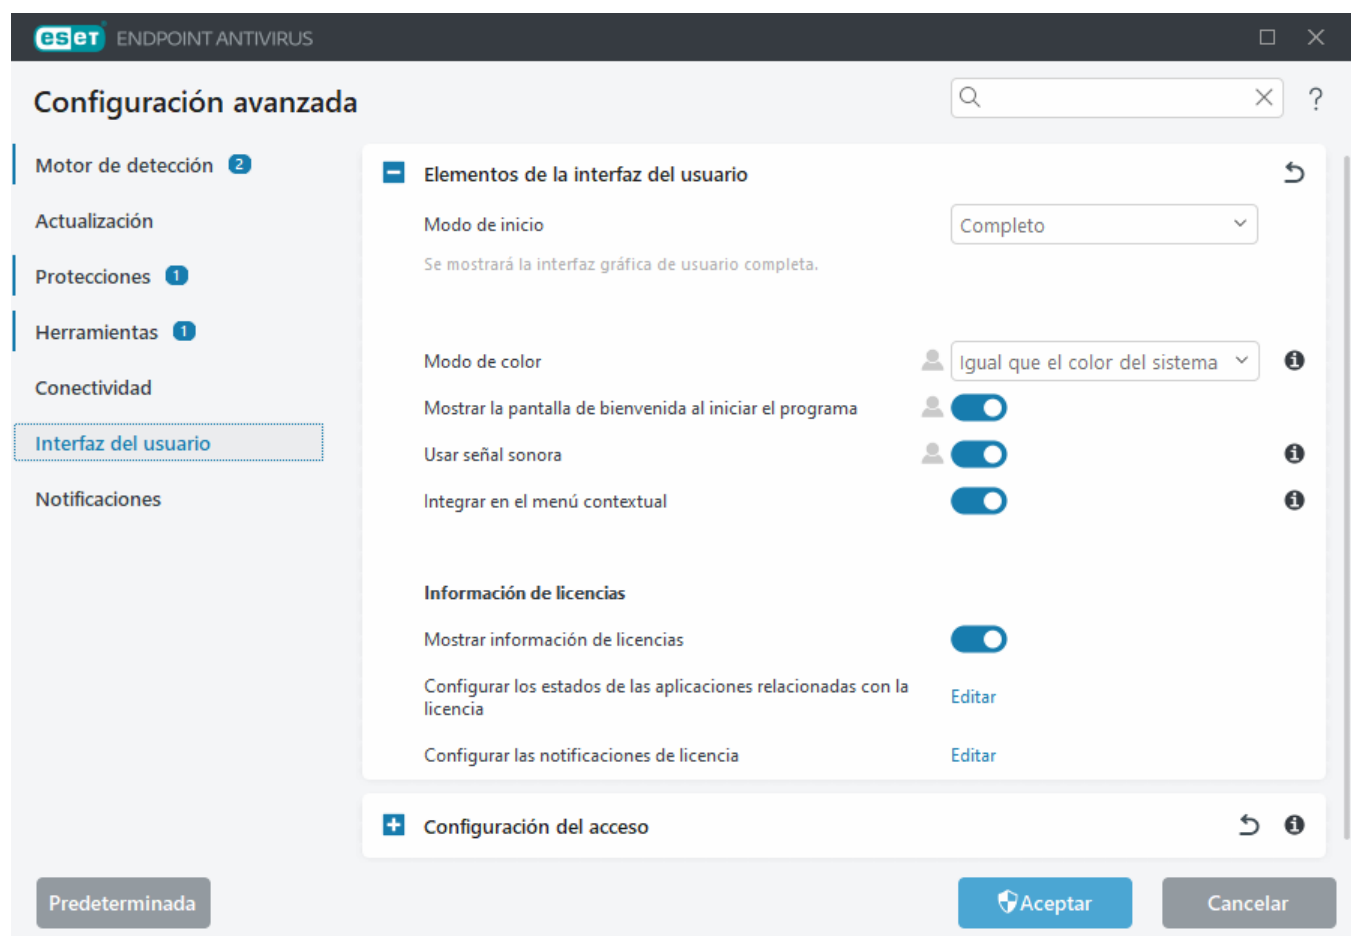 eset ENDPOINT ANTIVIRUS
Configuración avanzada
?
Motor de detección 2
Actualización
Protecciones 1
Herramientas 1
Conectividad
Interfaz del usuario
Notificaciones
Elementos de la interfaz del usuario
Modo de inicio
Completo
Se mostrará la interfaz gráfica de usuario completa.
Modo de color
Igual que el color del sistema
Mostrar la pantalla de bienvenida al iniciar el programa
Usar señal sonora
Integrar en el menú contextual
Información de licencias
Mostrar información de licencias
Configurar los estados de las aplicaciones relacionadas con la
licencia
Editar
Configurar las notificaciones de licencia
Editar
Configuración del acceso
Predeterminada
Aceptar
Cancelar